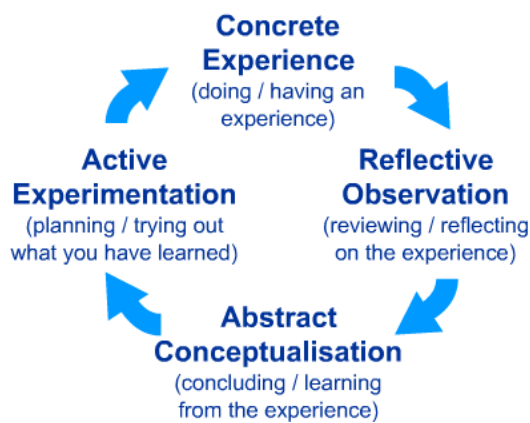 Concrete
Experience
(doing / having an
experience)
Reflective
Observation
(reviewing / reflecting
on the experience)
Abstract
Conceptualisation
(concluding / learning
from the experience)
Active
Experimentation
(planning / trying out
what you have learned)